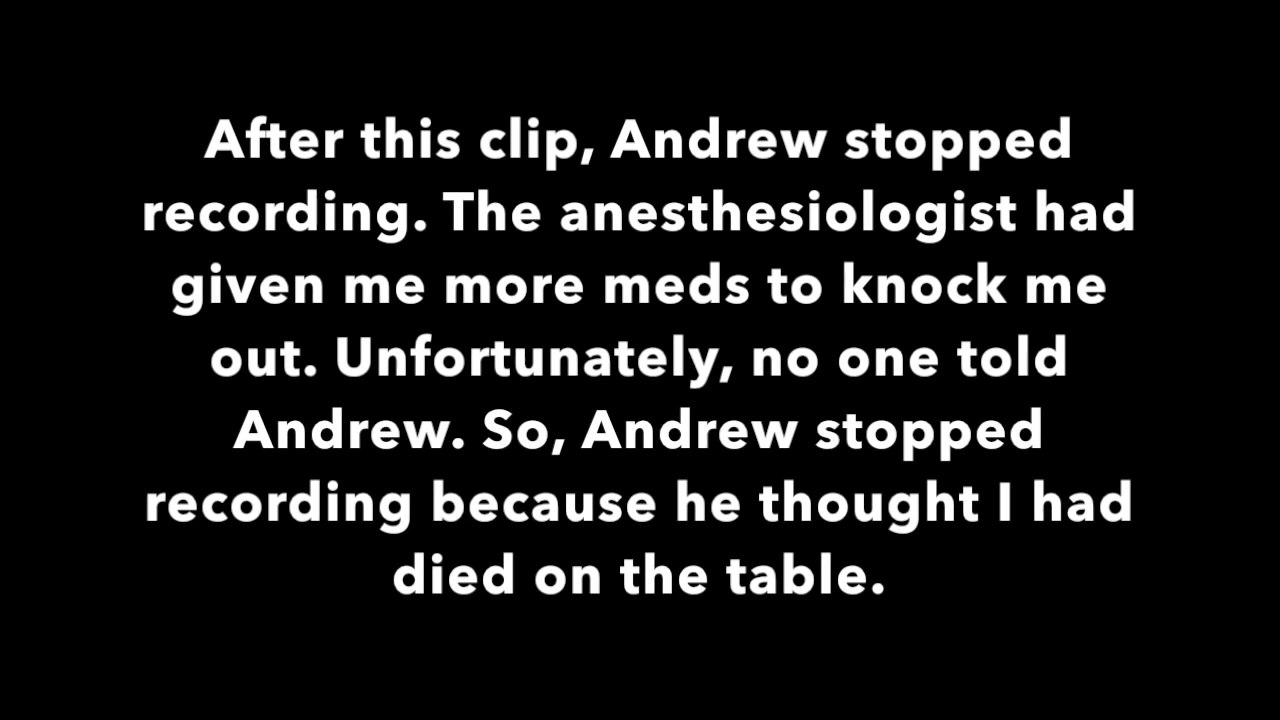 After this clip, Andrew stopped
recording. The anesthesiologist had
given me more meds to knock me
out. Unfortunately, no one told
Andrew. So, Andrew stopped
recording because he thought I had
died on the table.